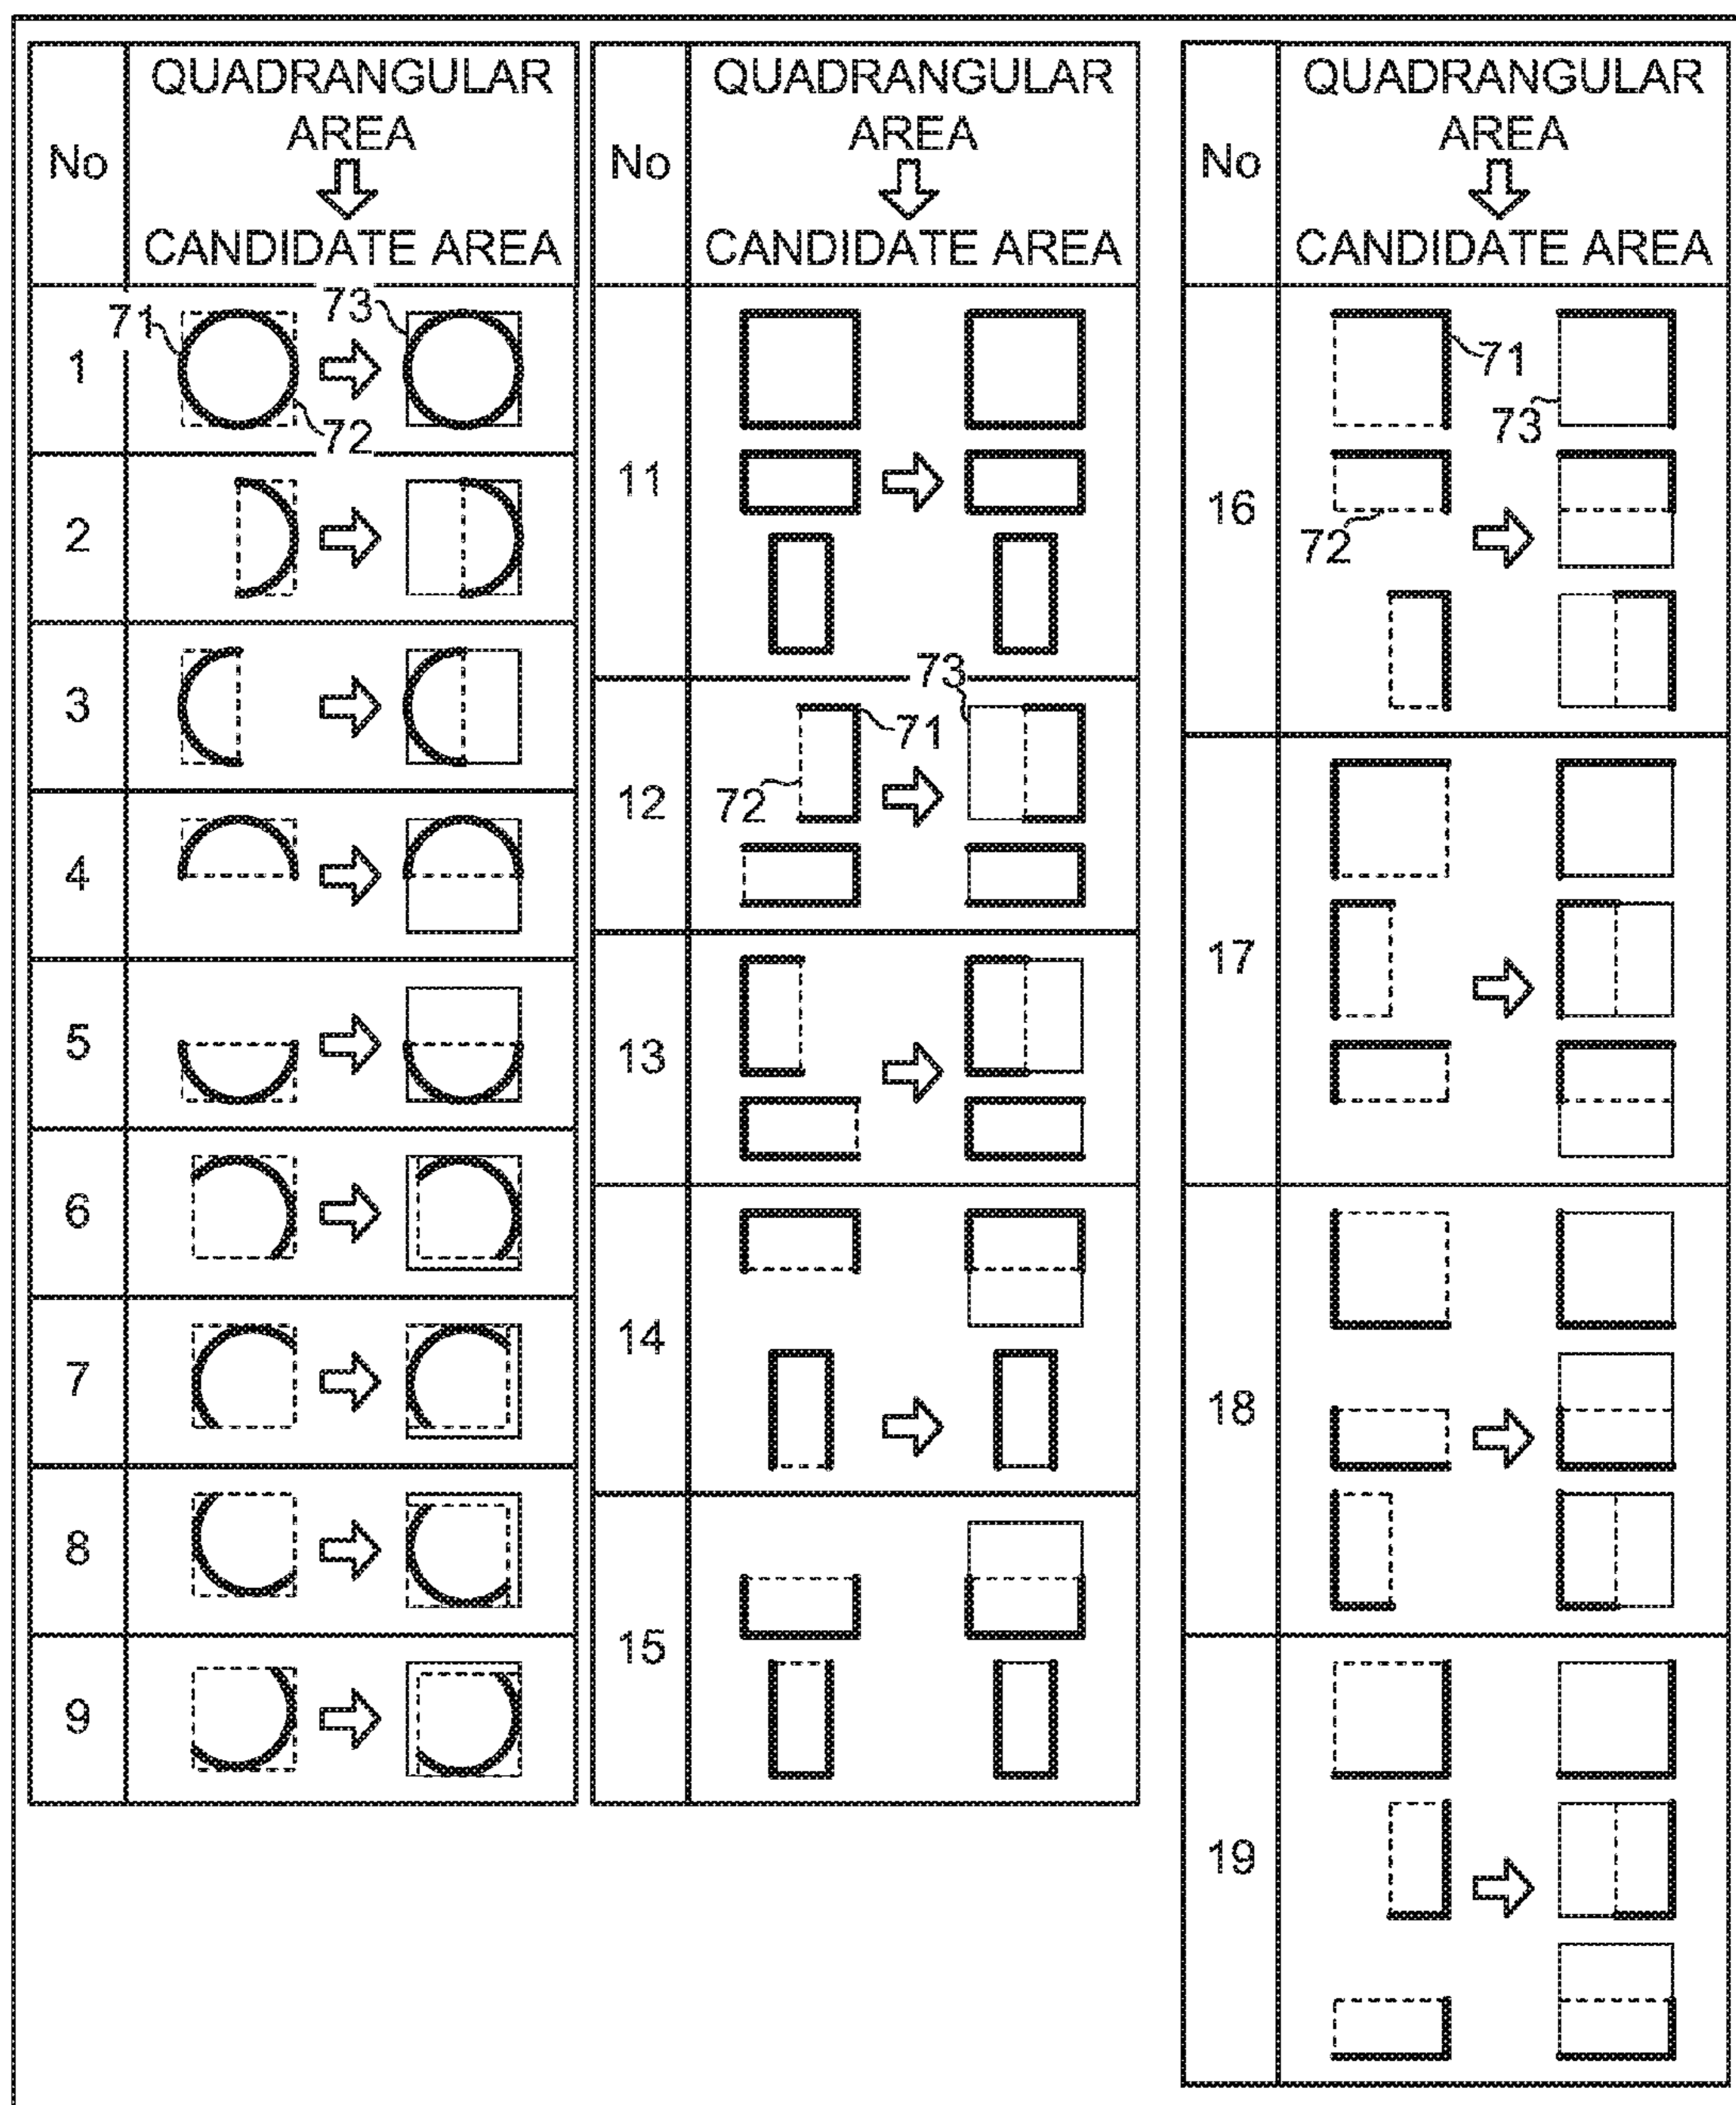 No
QUADRANGULAR
AREA
CANDIDATE AREA
1
71
73
72
2
3
4
5
6
7
8
9
No
QUADRANGULAR
AREA
CANDIDATE AREA
11
12
73
71
72
13
14
15
No
QUADRANGULAR
AREA
CANDIDATE AREA
16
71
73
72
17
18
19